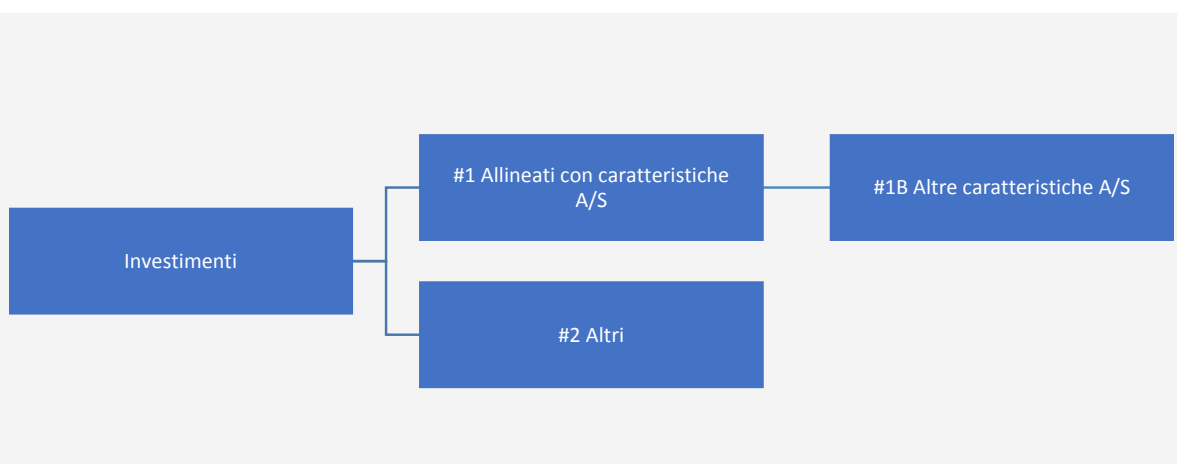 #1 Allineati con caratteristiche
A/S
#1B Altre caratteristiche A/S
Investimenti
#2 Altri